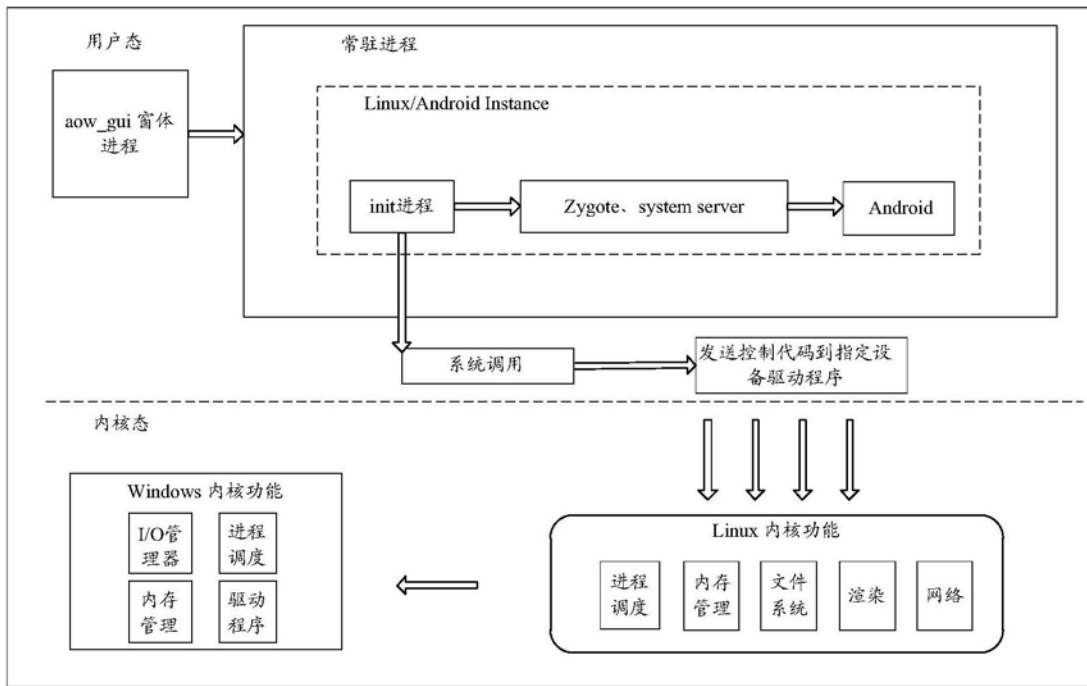 用户态
常驻进程
aow_gui 窗体
进程
Linux/Android Instance
init进程
Zygote、system server
Android
系统调用
发送控制代码到指定设
备驱动程序
内核态
Windows 内核功能
I/O管
理器
进程
调度
内存
管理
驱动
程序
Linux 内核功能
进程
调度
内存
管理
文件
系统
渲染
网络